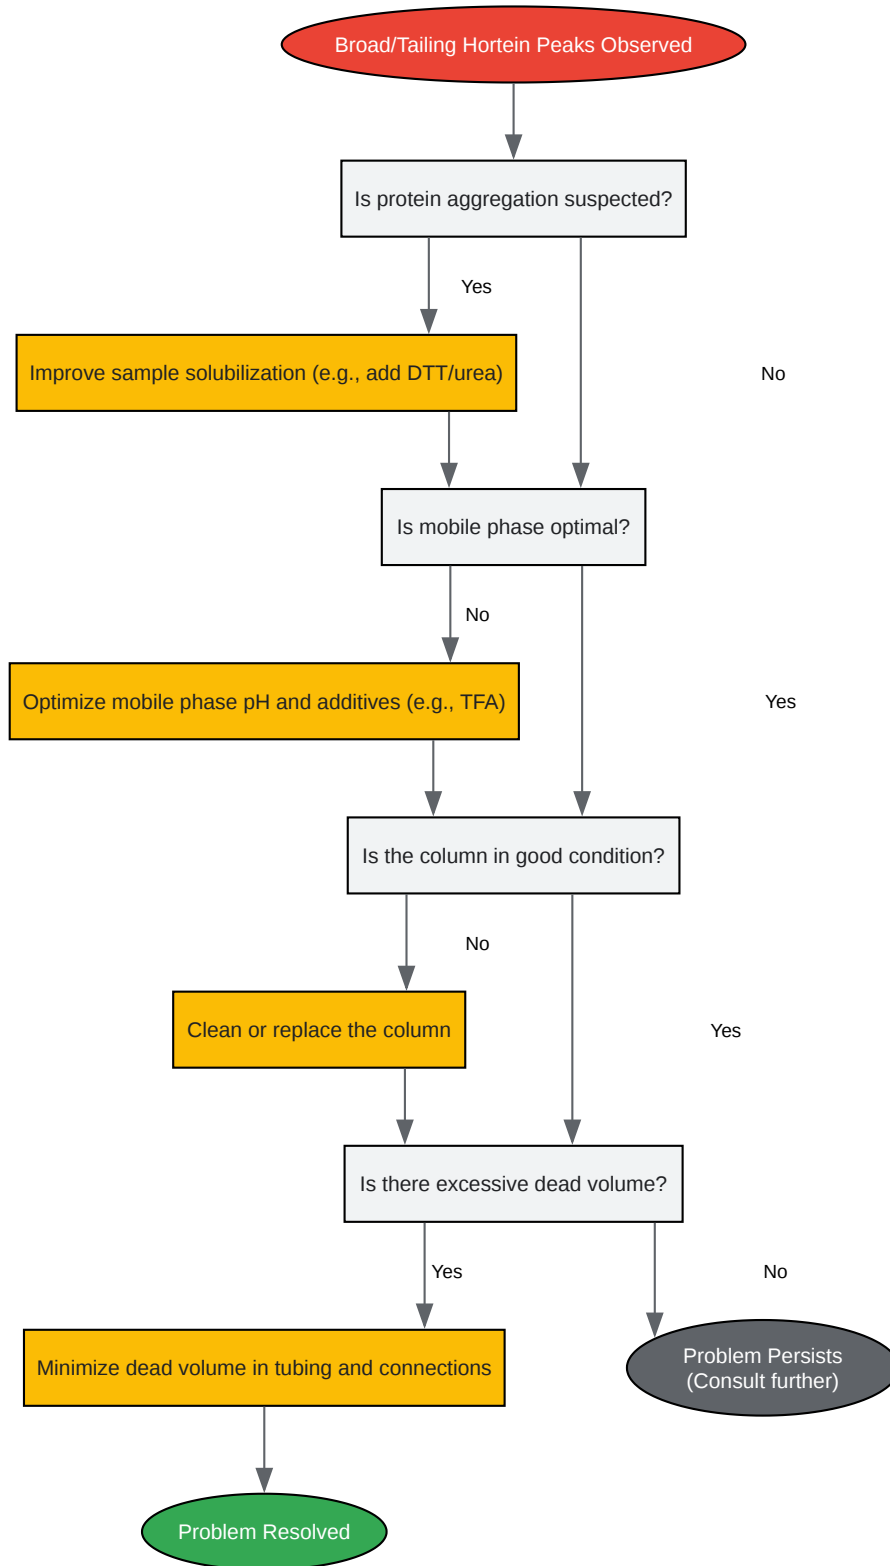 Broad/Tailing Hortein Peaks Observed
Is protein aggregation suspected?
Yes
Improve sample solubilization (e.g., add DTT/urea)
No
Is mobile phase optimal?
No
Optimize mobile phase pH and additives (e.g., TFA)
Yes
Is the column in good condition?
No
Clean or replace the column
Yes
Is there excessive dead volume?
Yes
No
Minimize dead volume in tubing and connections
Problem Persists
(Consult further)
Problem Resolved